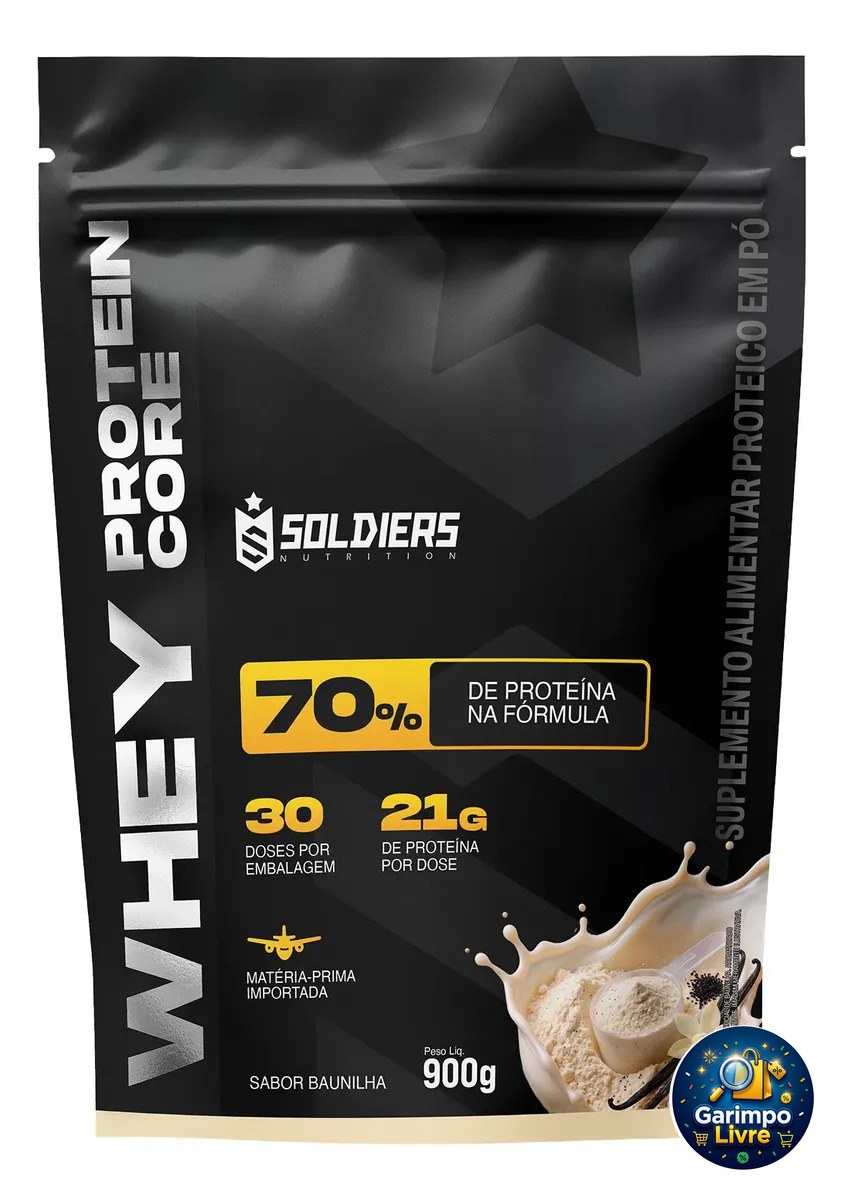 WHEY PROTEIN
CORE
SOLDIERS
NUTRITION
70%
DE PROTEÍNA
NA FÓRMULA
30
DOSES POR
EMBALAGEM
21G
DE PROTEÍNA
POR DOSE
MATÉRIA-PRIMA
IMPORTADA
SABOR BAUNILHA
Peso Liq.
900g
SUPLEMENTO ALIMENTAR PROTEICO EM PÓ
Garimpo
Livre